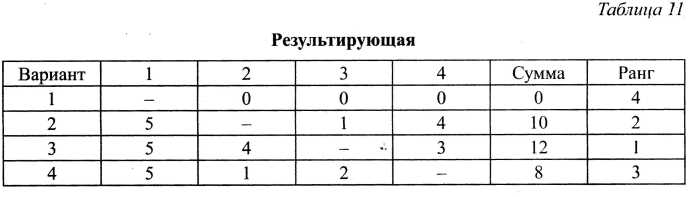 Таблица 11
Результирующая
Вариант 1 2 3 4 Сумма Ранг
1 – 0 0 0 0 4
2 5 – 1 4 10 2
3 5 4 – 3 12 1
4 5 1 2 – 8 3